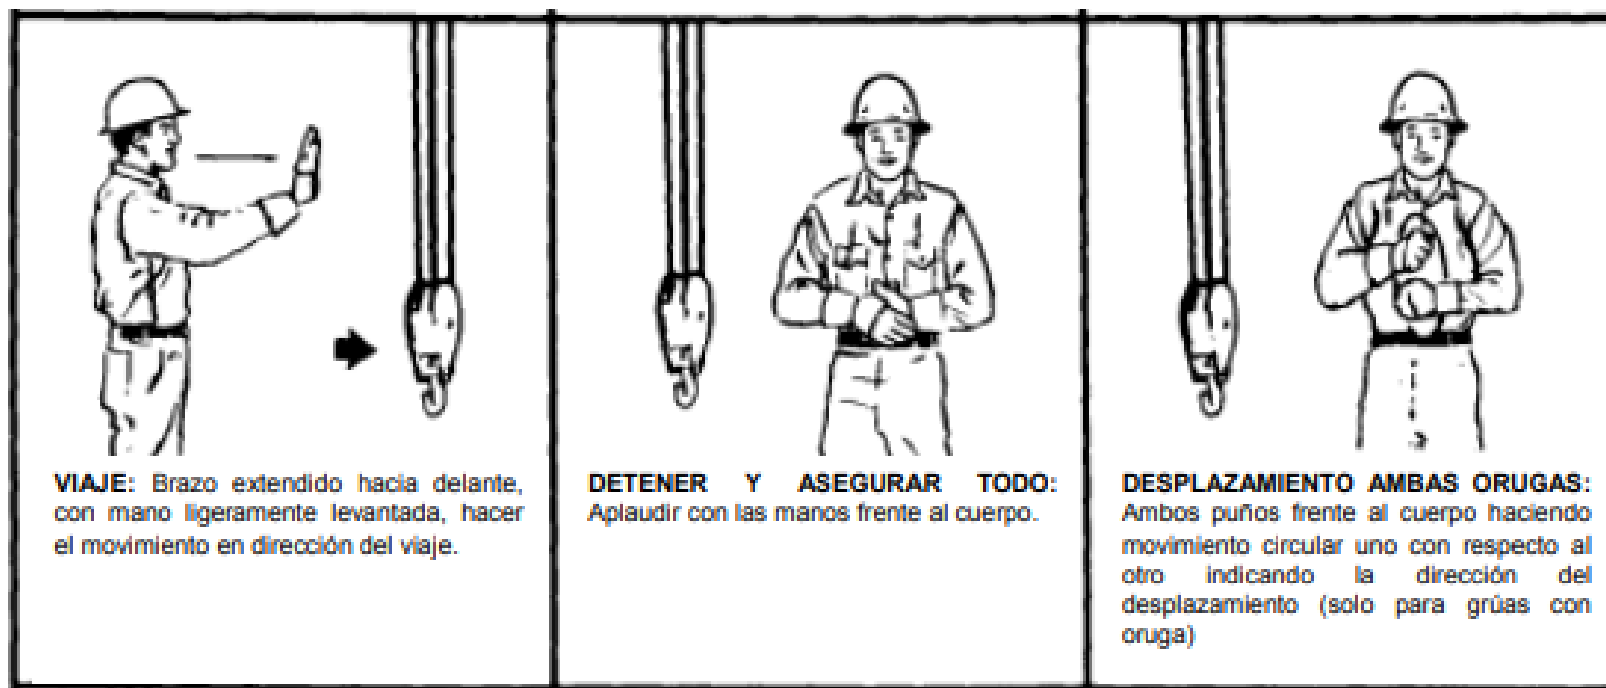 VIAJE: Brazo extendido hacia delante,
con mano ligeramente levantada, hacer
el movimiento en dirección del viaje.
DETENER Y ASEGURAR TODO:
Aplaudir con las manos frente al cuerpo.
DESPLAZAMIENTO AMBAS ORUGAS:
Ambos puños frente al cuerpo haciendo
movimiento circular uno con respecto al
otro indicando la dirección del
desplazamiento (solo para grúas con
oruga)